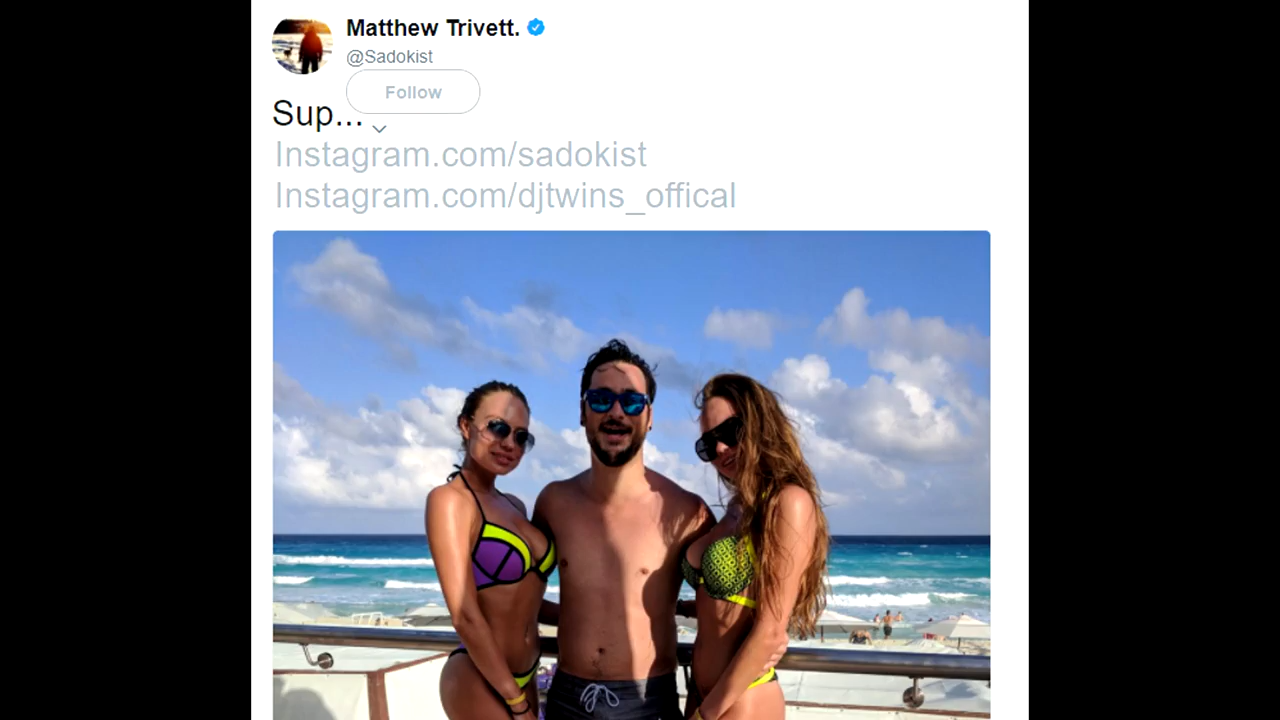 Matthew Trivett.
@Sadokist
Follow
Sup...
Instagram.com/sadokist
Instagram.com/djtwins_offical